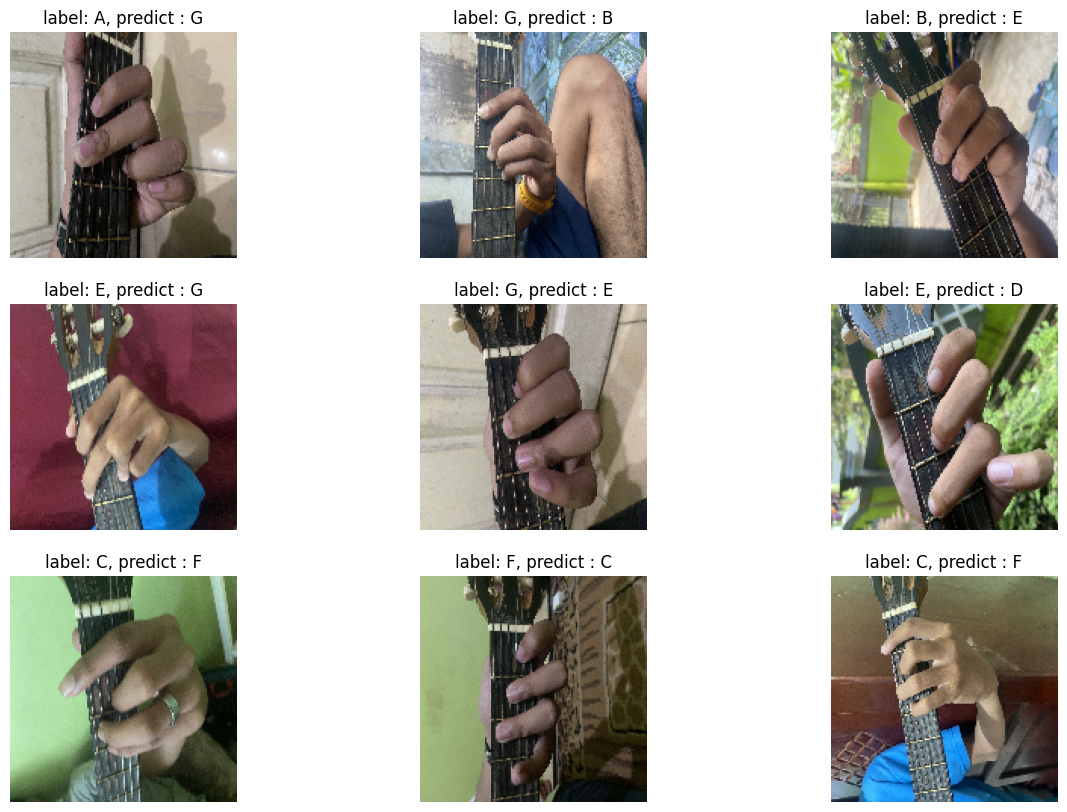 label: A, predict : G
label: G, predict : B
label: B, predict : E
label: E, predict : G
label: G, predict : E
label: E, predict : D
label: C, predict : F
label: F, predict : C
label: C, predict : F